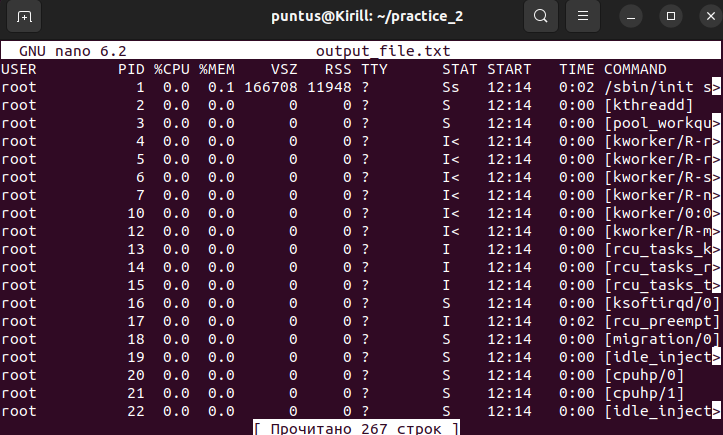 puntus@Kirill: ~/practice_2
GNU nano 6.2 output_file.txt
USER PID %CPU %MEM VSZ RSS TTY STAT START TIME COMMAND
root 1 0.0 0.1 166708 11948 ? Ss 12:14 0:02 /sbin/init s>
root 2 0.0 0.0 0 0 ? S 12:14 0:00 [kthreadd]
root 3 0.0 0.0 0 0 ? S 12:14 0:00 [pool_workqu>
root 4 0.0 0.0 0 0 ? I< 12:14 0:00 [kworker/R-r>
root 5 0.0 0.0 0 0 ? I< 12:14 0:00 [kworker/R-r>
root 6 0.0 0.0 0 0 ? I< 12:14 0:00 [kworker/R-s>
root 7 0.0 0.0 0 0 ? I< 12:14 0:00 [kworker/R-n>
root 10 0.0 0.0 0 0 ? I< 12:14 0:00 [kworker/0:0>
root 12 0.0 0.0 0 0 ? I< 12:14 0:00 [kworker/R-m>
root 13 0.0 0.0 0 0 ? I 12:14 0:00 [rcu_tasks_k>
root 14 0.0 0.0 0 0 ? I 12:14 0:00 [rcu_tasks_r>
root 15 0.0 0.0 0 0 ? I 12:14 0:00 [rcu_tasks_t>
root 16 0.0 0.0 0 0 ? S 12:14 0:00 [ksoftirqd/0]
root 17 0.0 0.0 0 0 ? I 12:14 0:02 [rcu_preempt]
root 18 0.0 0.0 0 0 ? S 12:14 0:00 [migration/0]
root 19 0.0 0.0 0 0 ? S 12:14 0:00 [idle_inject>
root 20 0.0 0.0 0 0 ? S 12:14 0:00 [cpuhp/0]
root 21 0.0 0.0 0 0 ? S 12:14 0:00 [cpuhp/1]
root 22 0.0 0.0 0 0 ? S 12:14 0:00 [idle_inject>
[ Прочитано 267 строк ]